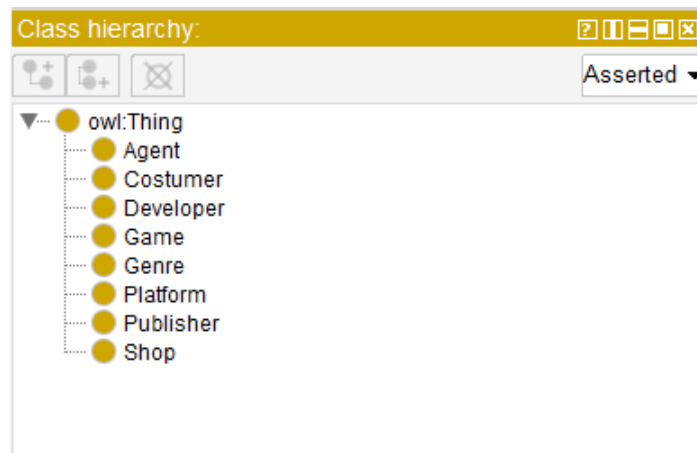 Class hierarchy:
Asserted
owl:Thing
Agent
Costumer
Developer
Game
Genre
Platform
Publisher
Shop